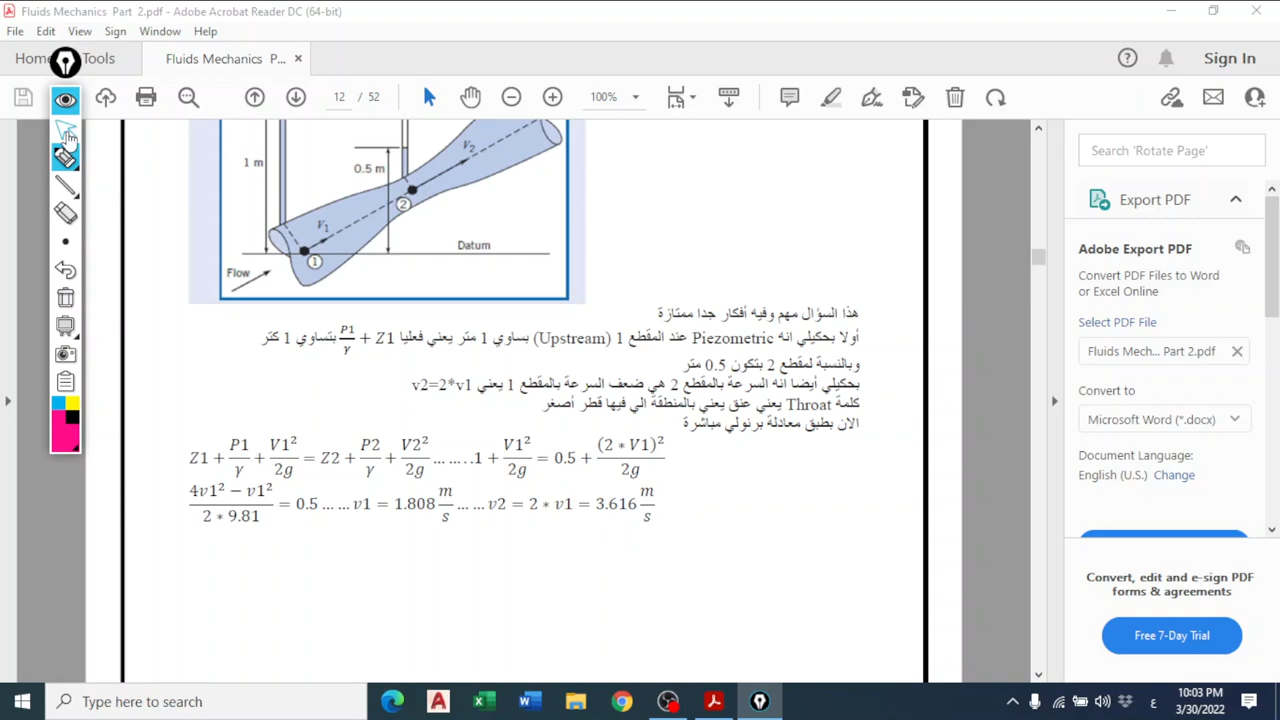 Fluids Mechanics Part 2.pdf - Adobe Acrobat Reader DC (64-bit)
File Edit View Sign Window Help
Home Tools Fluids Mechanics P... × Sign In
12 / 52 100%
1 m
0.5 m
V2
2
V1
1
Datum
Flow
هذا السؤال مهم وفيه أفكار جدا ممتازة
أولا بحكيلي انه Piezometric عند المقطع 1 (Upstream) بساوي 1 متر يعني فعليا P1/γ + Z1 بتساوي 1 كتر
وبالنسبة لمقطع 2 بتكون 0.5 متر
بحكيلي أيضا انه السرعة بالمقطع 2 هي ضعف السرعة بالمقطع 1 يعني v2=2*v1
كلمة Throat يعني عنق يعني بالمنطقة الي فيها قطر أصغر
الان بطبق معادلة برنولي مباشرة
Z1 + P1/γ + V1²/2g = Z2 + P2/γ + V2²/2g … … . . 1 + V1²/2g = 0.5 + (2 ∗ V1)²/2g
4v1² − v1²/2 ∗ 9.81 = 0.5 … … v1 = 1.808 m/s … … v2 = 2 ∗ v1 = 3.616 m/s
Search 'Rotate Page'
Export PDF
Adobe Export PDF
Convert PDF Files to Word
or Excel Online
Select PDF File
Fluids Mech... Part 2.pdf
Convert to
Microsoft Word (*.docx)
Document Language:
English (U.S.) Change
Convert, edit and e-sign PDF
forms & agreements
Free 7-Day Trial
Type here to search
ع
10:03 PM
3/30/2022